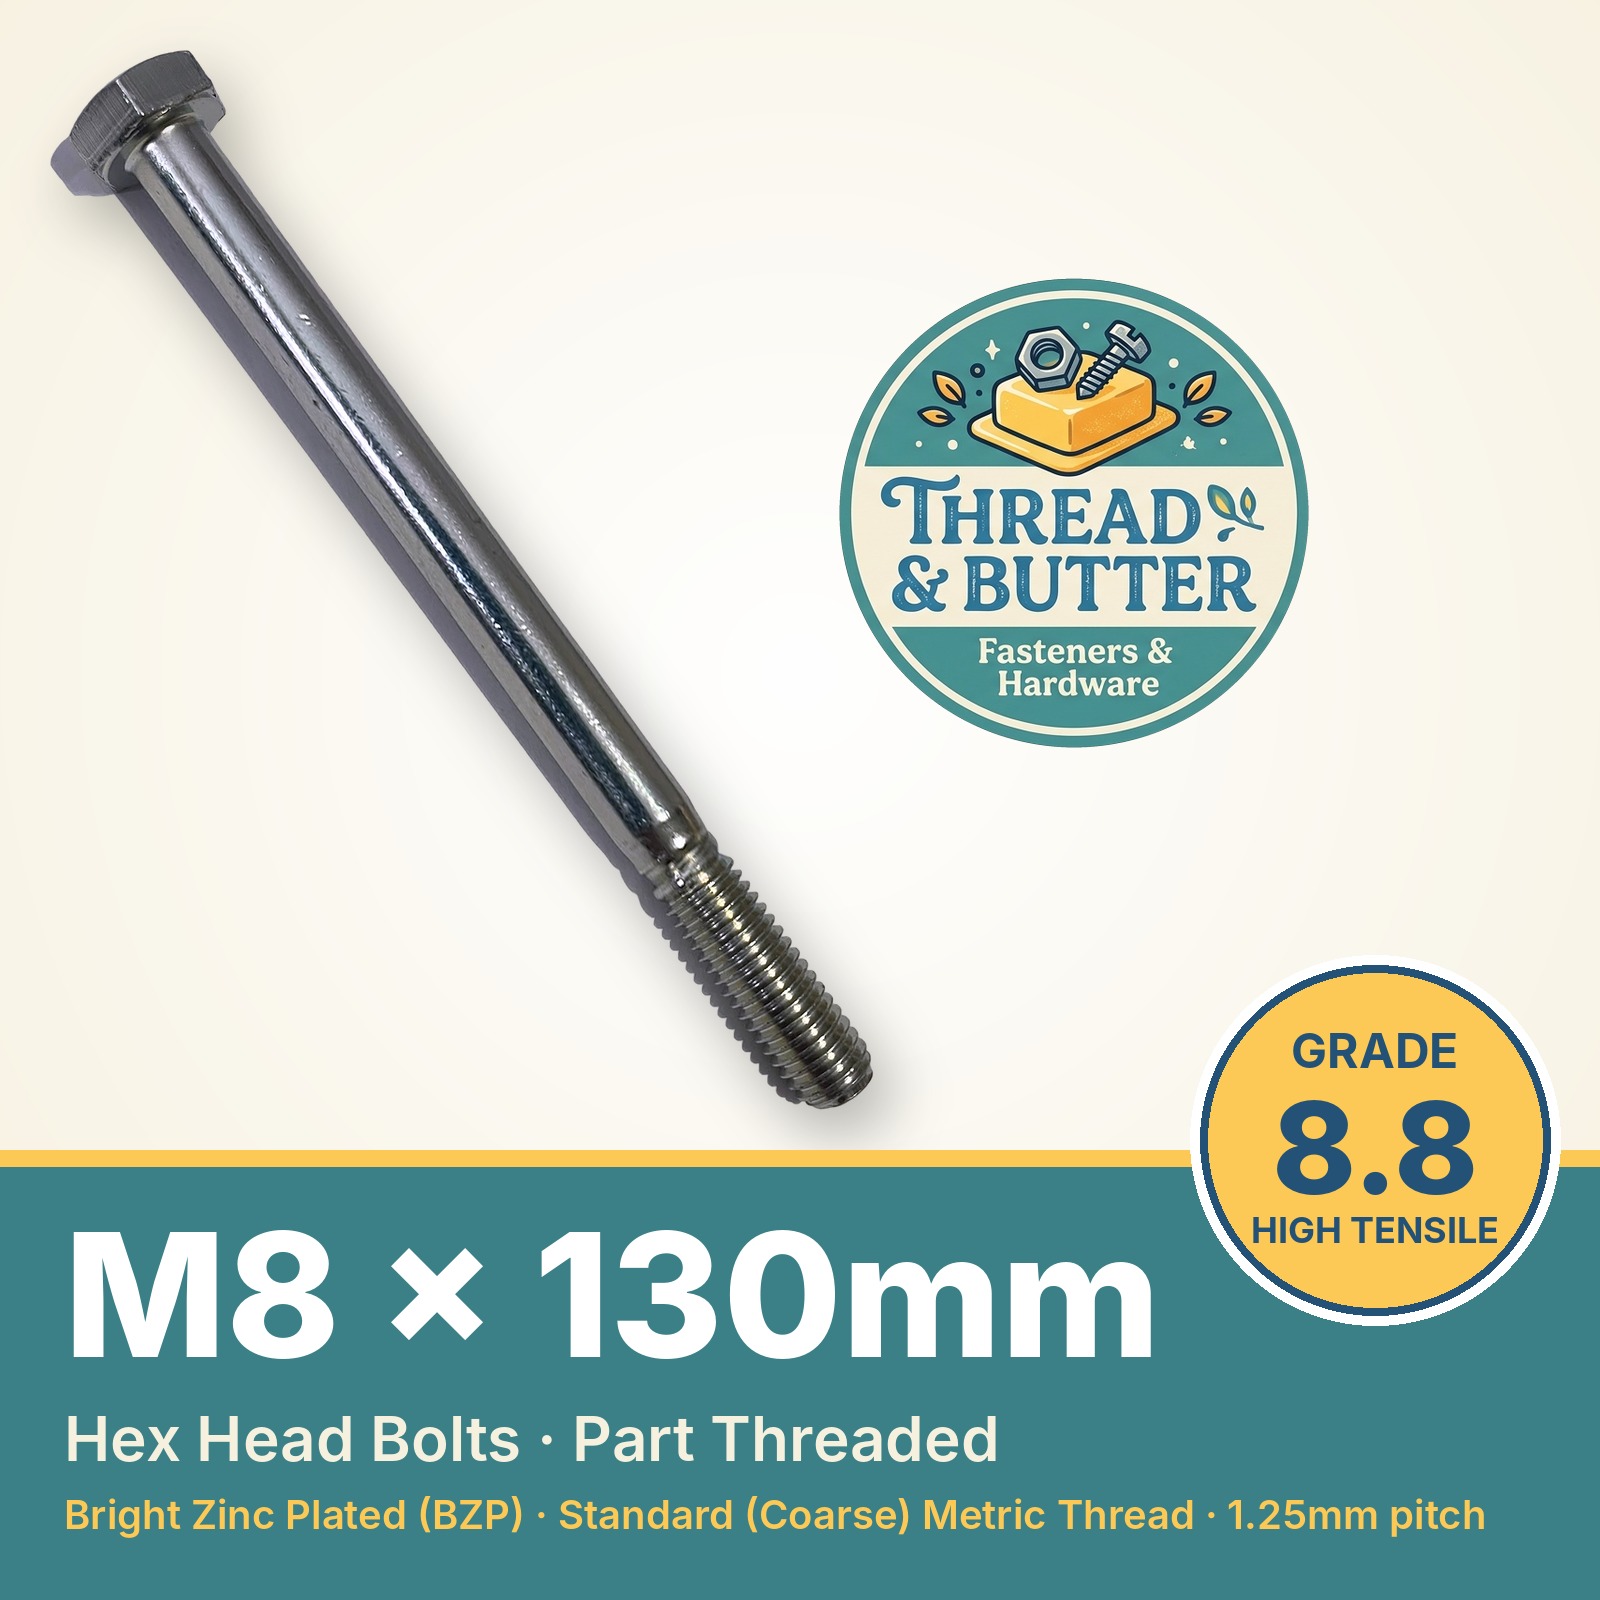 THREAD
& BUTTER
Fasteners &
Hardware
GRADE
8.8
HIGH TENSILE
M8 × 130mm
Hex Head Bolts · Part Threaded
Bright Zinc Plated (BZP) · Standard (Coarse) Metric Thread · 1.25mm pitch